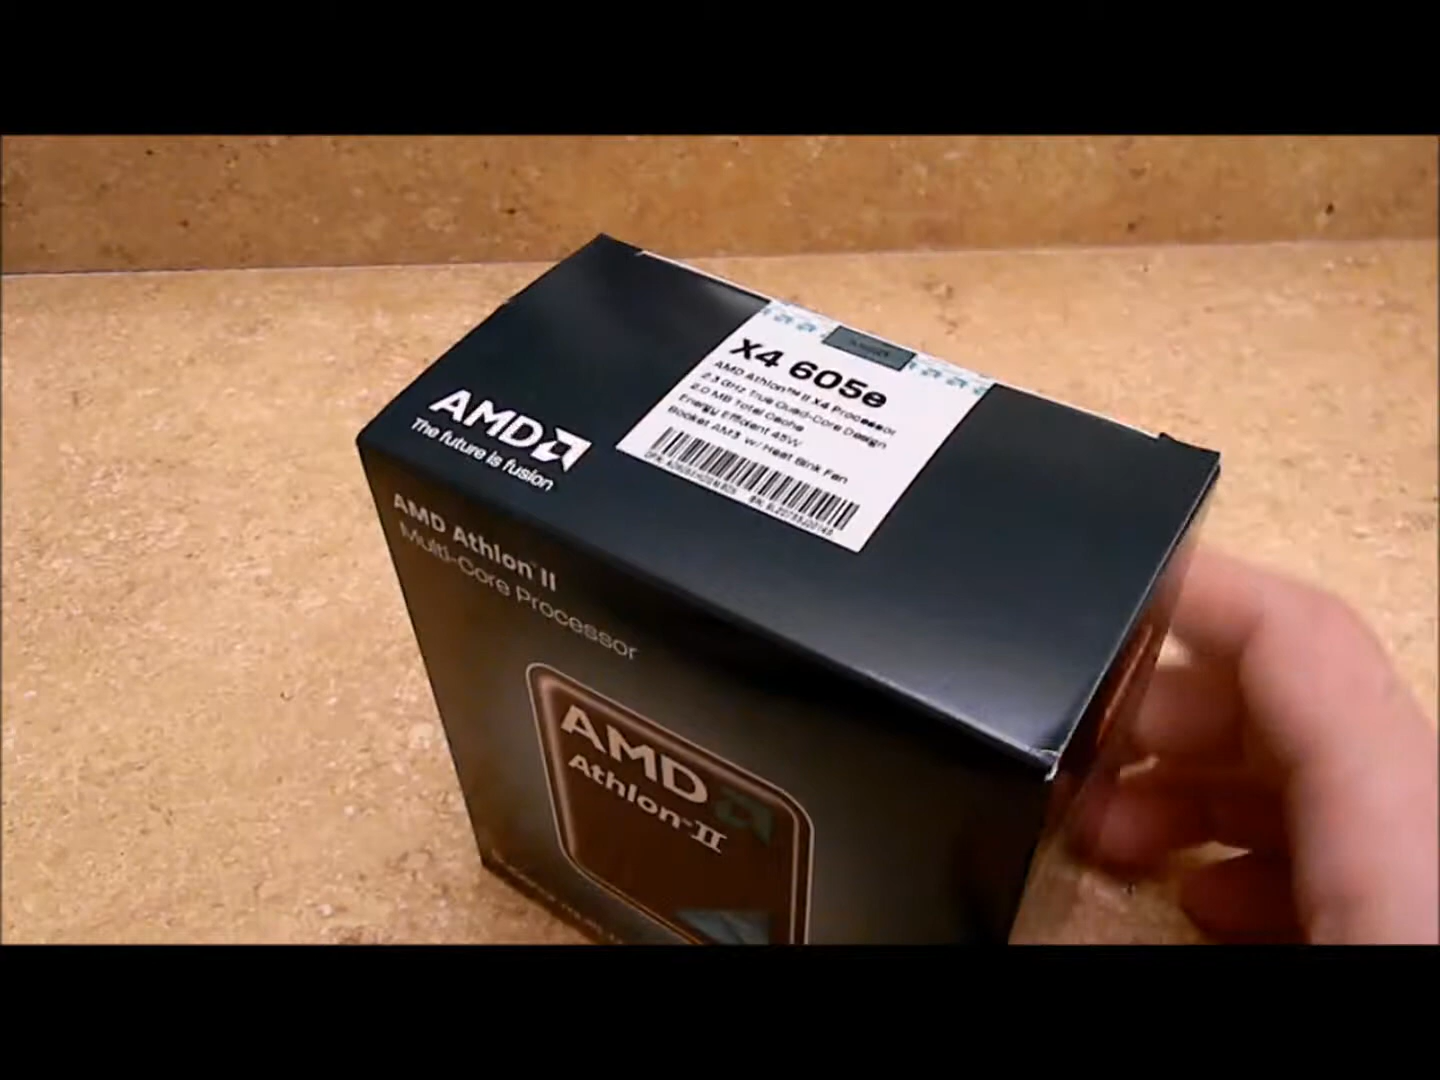 X4 605e
AMD Athlon™ II X4 Processor
2.3 GHz True Quad-Core Design
2.0 MB Total Cache
Energy Efficient 45W
Socket AM3 w/ Heat Sink Fan
AMD
The future is fusion
AMD Athlon™ II
Multi-Core Processor
AMD
Athlon™ II